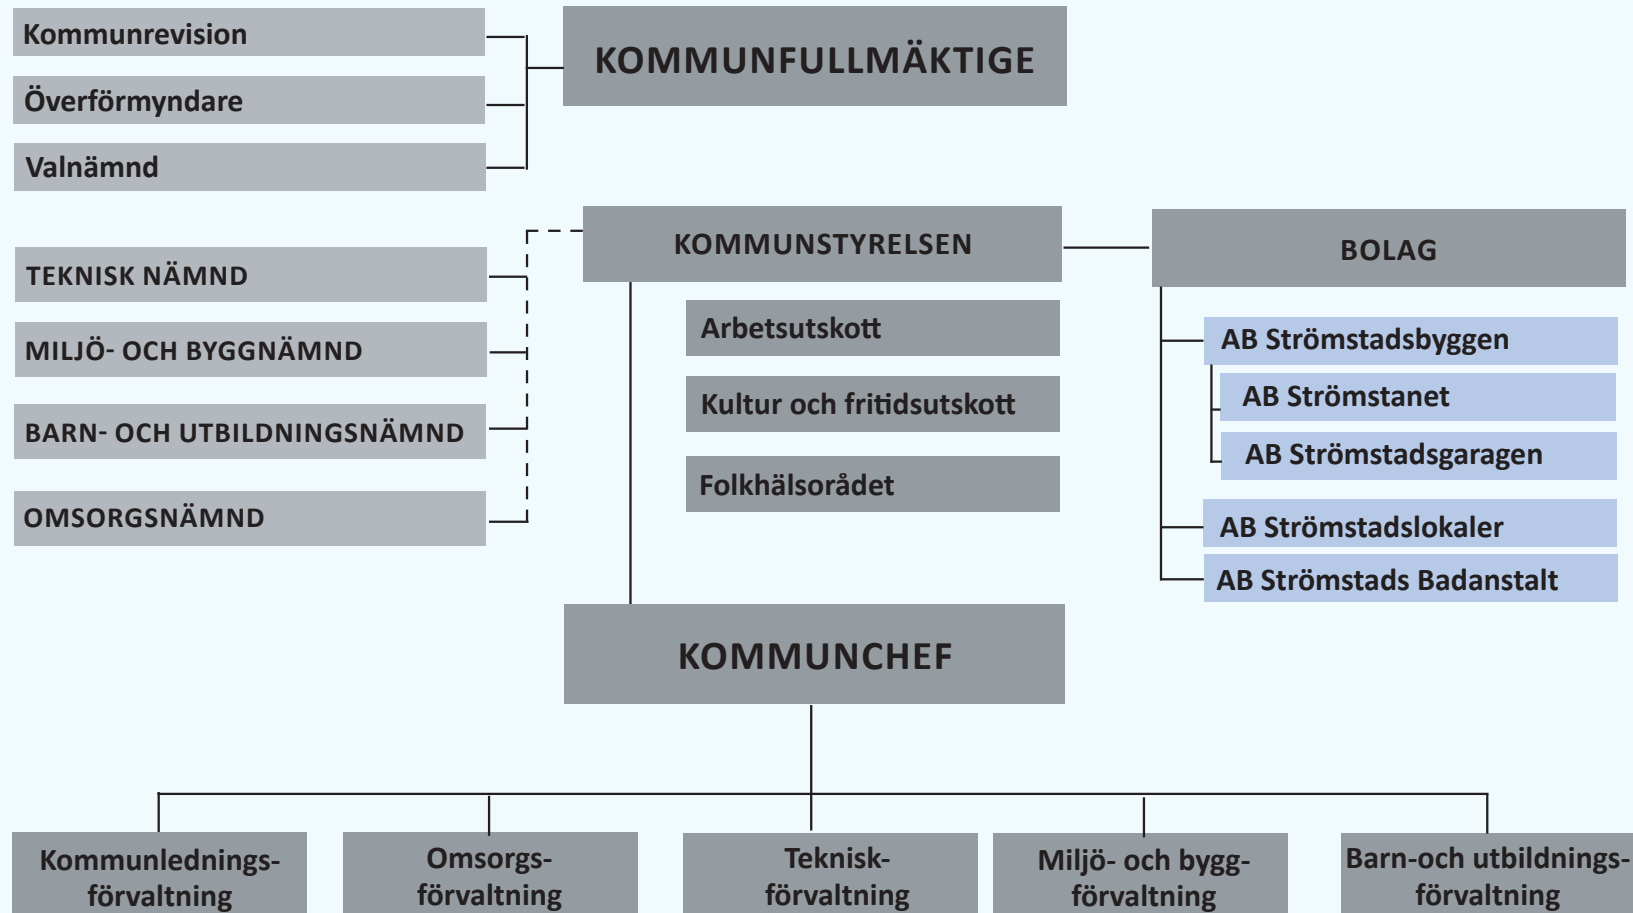 Kommunrevision
Överförmyndare
Valnämnd
KOMMUNFULLMÄKTIGE
TEKNISK NÄMND
MILJÖ- OCH BYGGNÄMND
BARN- OCH UTBILDNINGSNÄMND
OMSORGSNÄMND
KOMMUNSTYRELSEN
Arbetsutskott
Kultur och fritidsutskott
Folkhälsorådet
BOLAG
AB Strömstadsbyggen
AB Strömstanet
AB Strömstadsgaragen
AB Strömstadslokaler
AB Strömstads Badanstalt
KOMMUNCHEF
Kommunlednings-
förvaltning
Omsorgs-
förvaltning
Teknisk-
förvaltning
Miljö- och bygg-
förvaltning
Barn-och utbildnings-
förvaltning